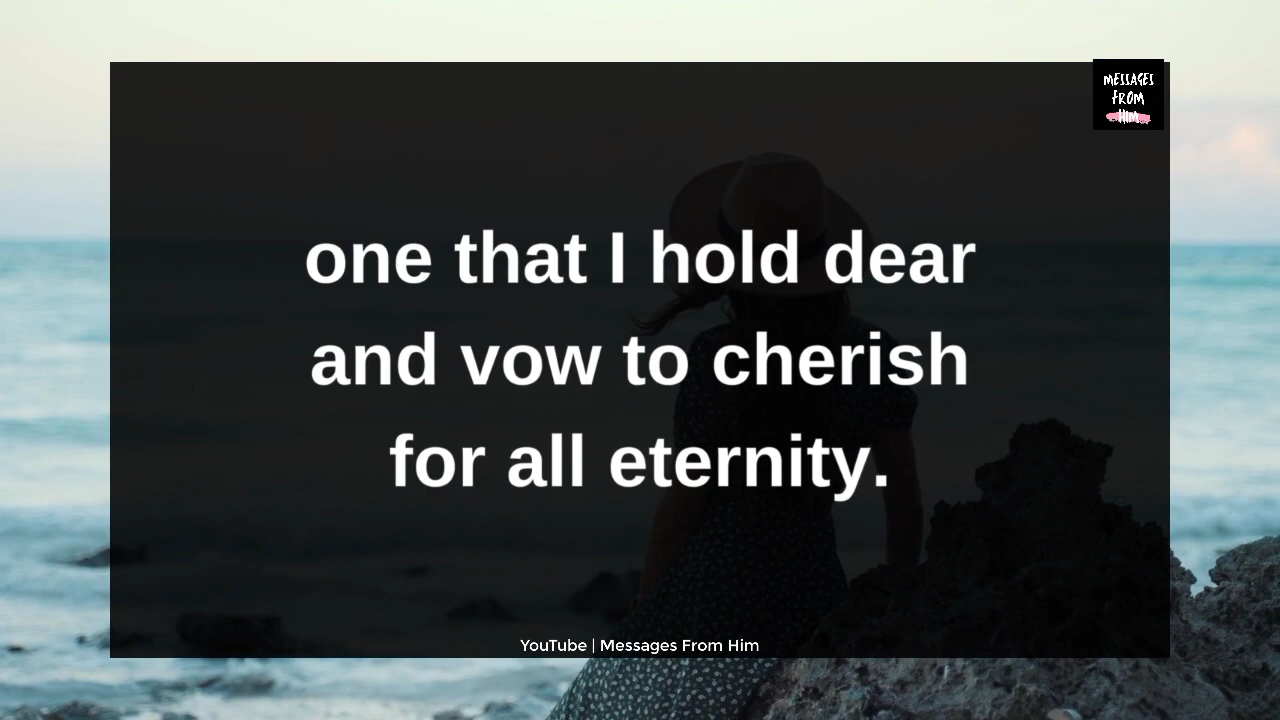 MESSAGES
FROM
HIM
one that I hold dear
and vow to cherish
for all eternity.
YouTube | Messages From Him